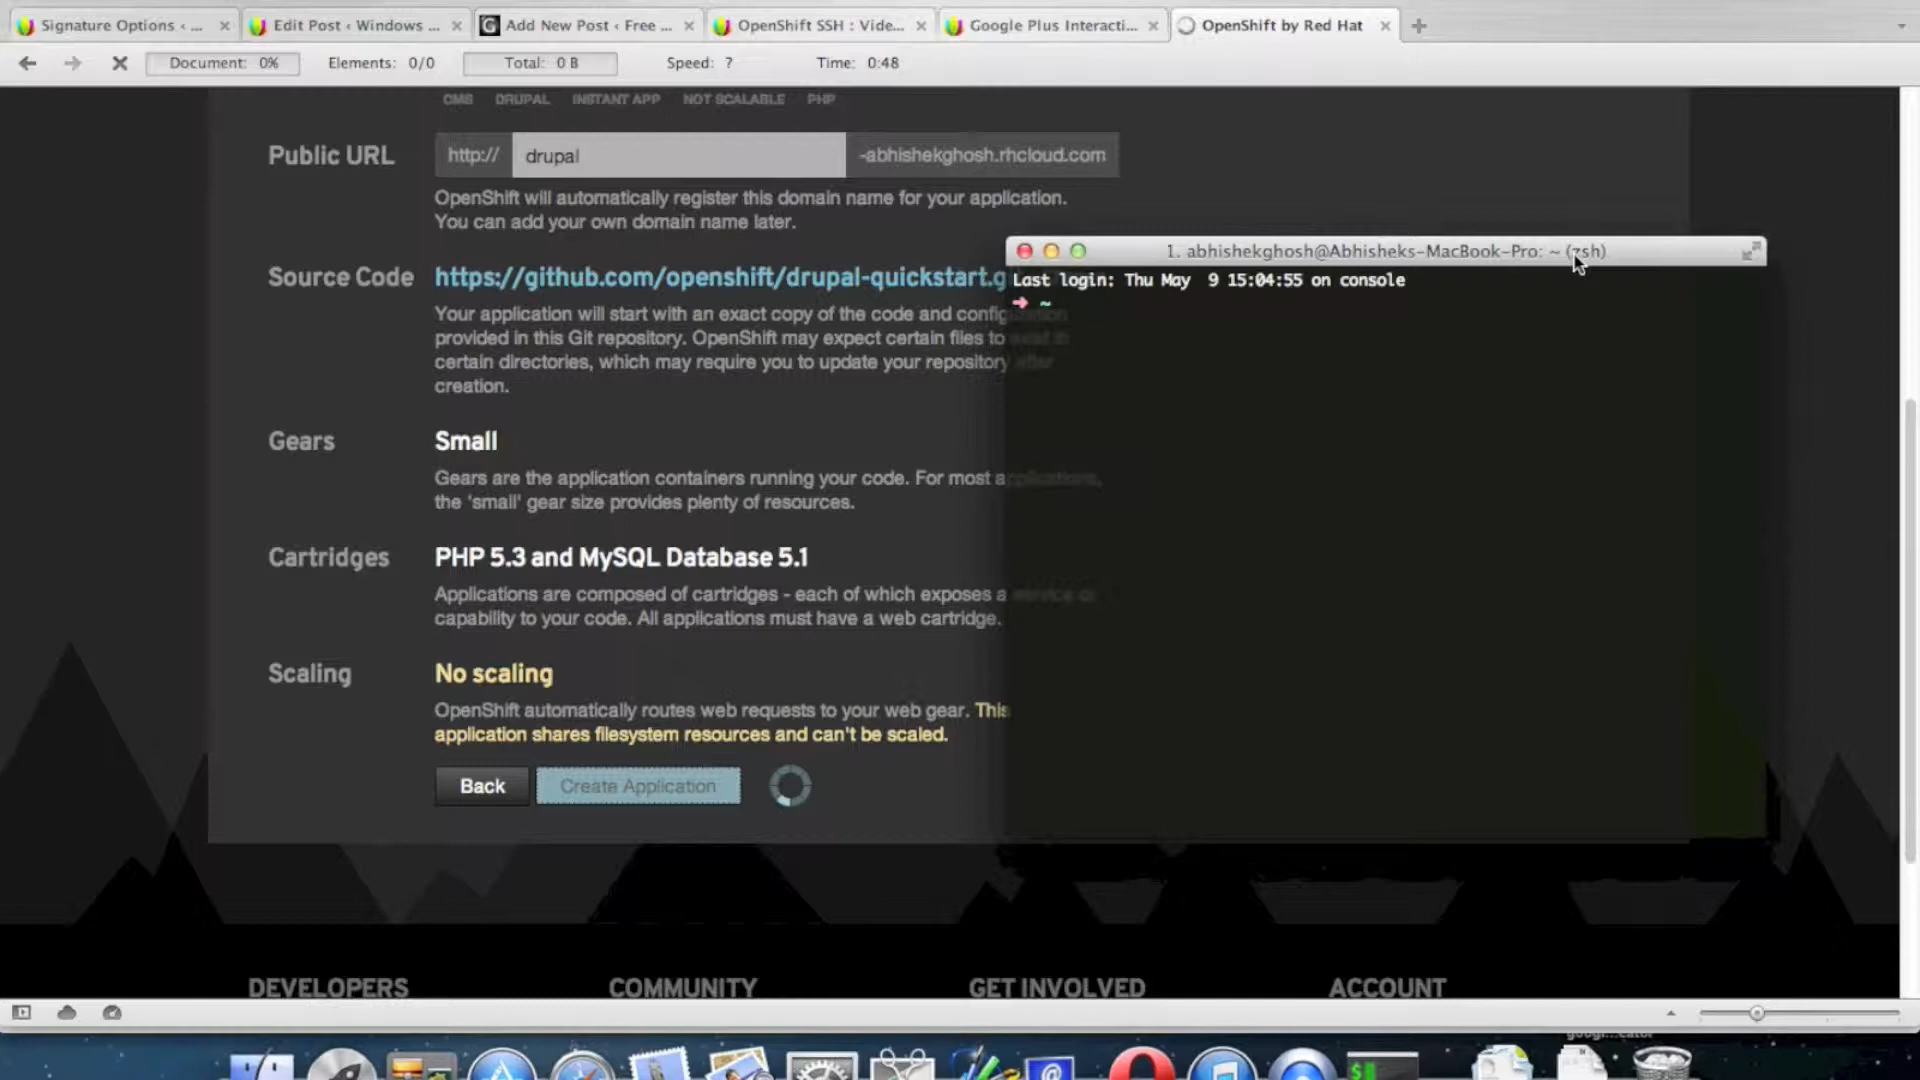 Signature Options ‹ ...
Edit Post ‹ Windows ...
Add New Post ‹ Free ...
OpenShift SSH : Vide...
Google Plus Interacti...
OpenShift by Red Hat
Document: 0%
Elements: 0/0
Total: 0 B
Speed: ?
Time: 0:48
CMS DRUPAL INSTANT APP NOT SCALABLE PHP
Public URL
http://
drupal
-abhishekghosh.rhcloud.com
OpenShift will automatically register this domain name for your application.
You can add your own domain name later.
1. abhishekghosh@Abhisheks-MacBook-Pro: ~ (zsh)
Last login: Thu May 9 15:04:55 on console
➜ ~
Source Code
https://github.com/openshift/drupal-quickstart.g
Your application will start with an exact copy of the code and configuration
provided in this Git repository. OpenShift may expect certain files to exist in
certain directories, which may require you to update your repository after
creation.
Gears
Small
Gears are the application containers running your code. For most applications,
the 'small' gear size provides plenty of resources.
Cartridges
PHP 5.3 and MySQL Database 5.1
Applications are composed of cartridges - each of which exposes a service or
capability to your code. All applications must have a web cartridge.
Scaling
No scaling
OpenShift automatically routes web requests to your web gear. This
application shares filesystem resources and can't be scaled.
Back
Create Application
DEVELOPERS
COMMUNITY
GET INVOLVED
ACCOUNT